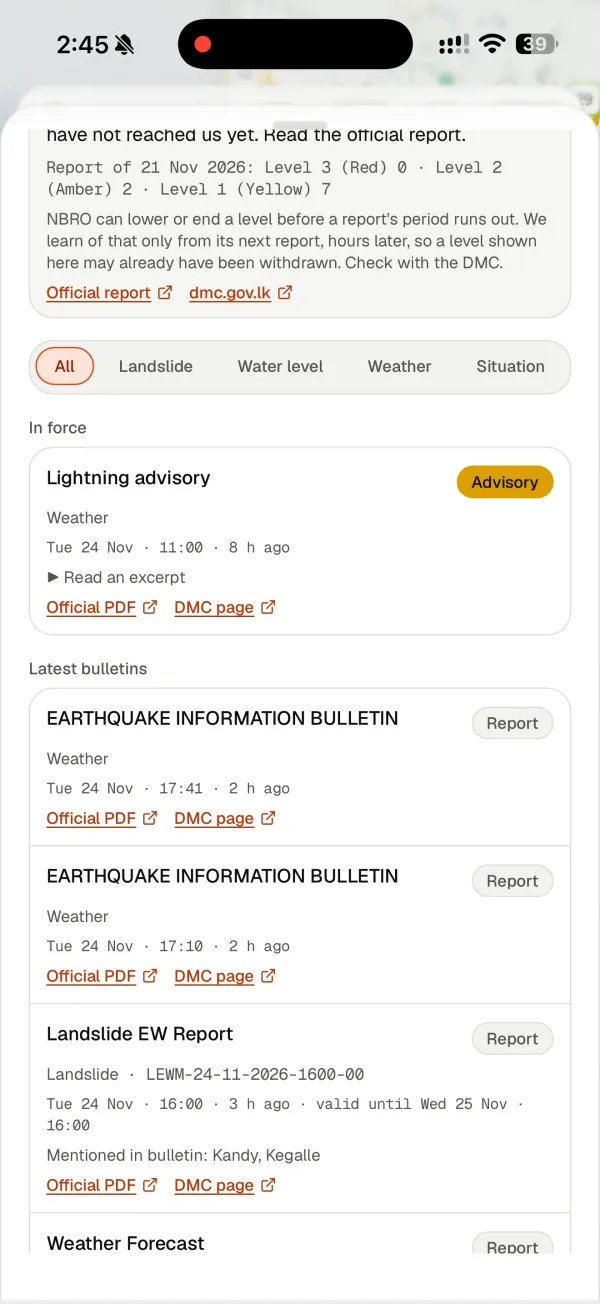 2:45
39
have not reached us yet. Read the official report.
Report of 21 Nov 2026: Level 3 (Red) 0 · Level 2
(Amber) 2 · Level 1 (Yellow) 7
NBRO can lower or end a level before a report's period runs out. We
learn of that only from its next report, hours later, so a level shown
here may already have been withdrawn. Check with the DMC.
Official report dmc.gov.lk
All Landslide Water level Weather Situation
In force
Lightning advisory Advisory
Weather
Tue 24 Nov · 11:00 · 8 h ago
▶ Read an excerpt
Official PDF DMC page
Latest bulletins
EARTHQUAKE INFORMATION BULLETIN Report
Weather
Tue 24 Nov · 17:41 · 2 h ago
Official PDF DMC page
EARTHQUAKE INFORMATION BULLETIN Report
Weather
Tue 24 Nov · 17:10 · 2 h ago
Official PDF DMC page
Landslide EW Report Report
Landslide · LEWM-24-11-2026-1600-00
Tue 24 Nov · 16:00 · 3 h ago · valid until Wed 25 Nov ·
16:00
Mentioned in bulletin: Kandy, Kegalle
Official PDF DMC page
Weather Forecast Report